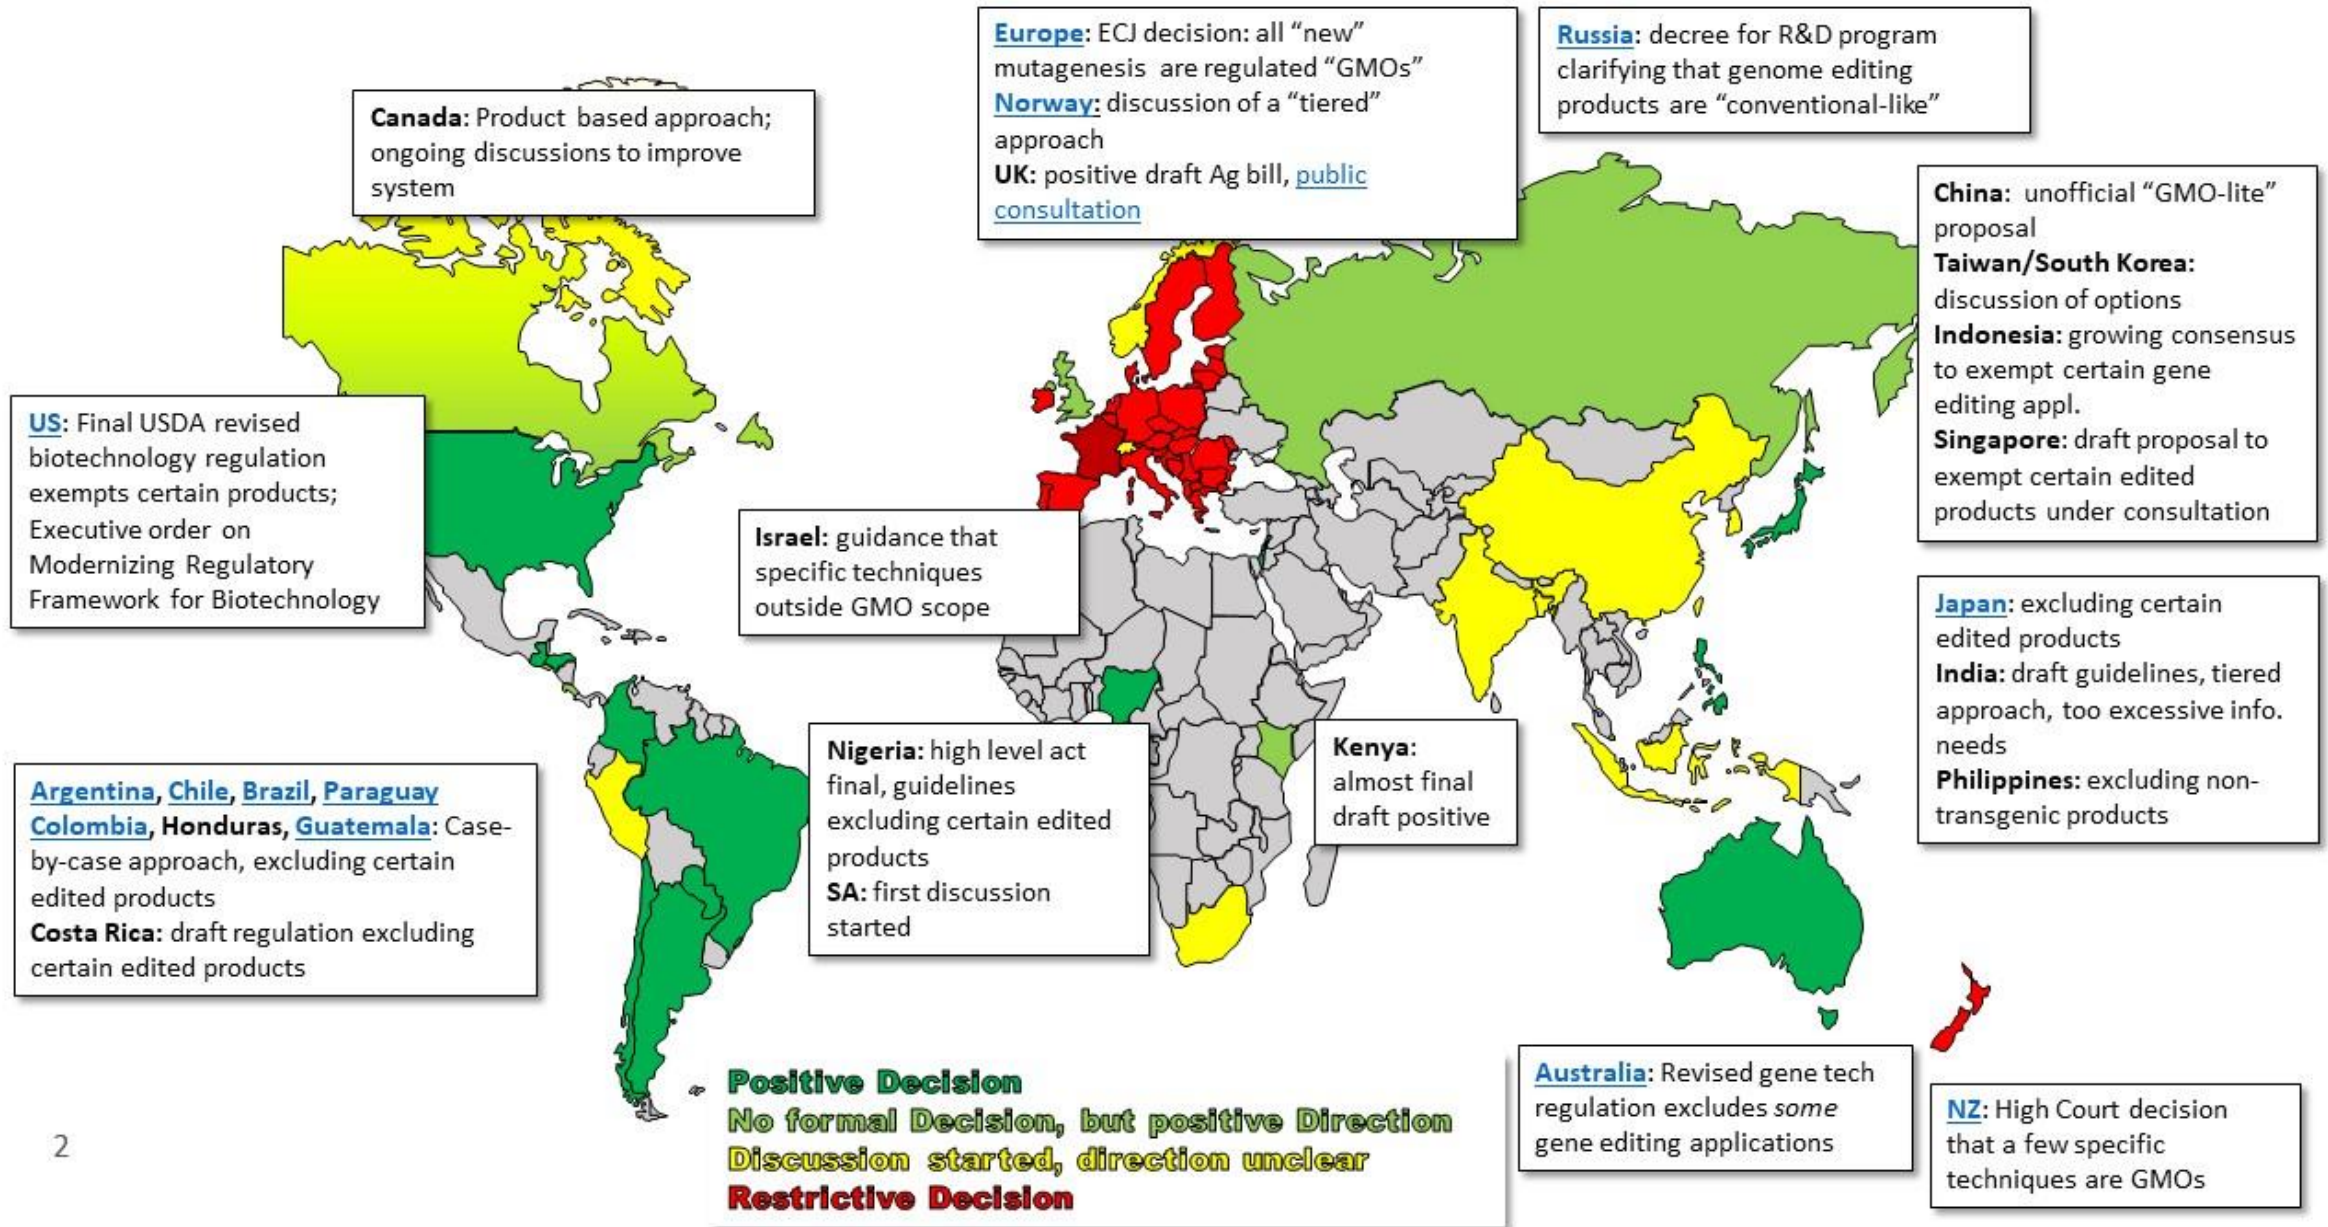 Canada: Product based approach;
ongoing discussions to improve
system
Europe: ECJ decision: all “new”
mutagenesis are regulated “GMOs”
Norway: discussion of a “tiered”
approach
UK: positive draft Ag bill, public
consultation
Russia: decree for R&D program
clarifying that genome editing
products are “conventional-like”
China: unofficial “GMO-lite”
proposal
Taiwan/South Korea:
discussion of options
Indonesia: growing consensus
to exempt certain gene
editing appl.
Singapore: draft proposal to
exempt certain edited
products under consultation
US: Final USDA revised
biotechnology regulation
exempts certain products;
Executive order on
Modernizing Regulatory
Framework for Biotechnology
Israel: guidance that
specific techniques
outside GMO scope
Japan: excluding certain
edited products
India: draft guidelines, tiered
approach, too excessive info.
needs
Philippines: excluding non-
transgenic products
Argentina, Chile, Brazil, Paraguay
Colombia, Honduras, Guatemala: Case-
by-case approach, excluding certain
edited products
Costa Rica: draft regulation excluding
certain edited products
Nigeria: high level act
final, guidelines
excluding certain edited
products
SA: first discussion
started
Kenya:
almost final
draft positive
Positive Decision
No formal Decision, but positive Direction
Discussion started, direction unclear
Restrictive Decision
Australia: Revised gene tech
regulation excludes some
gene editing applications
NZ: High Court decision
that a few specific
techniques are GMOs
2